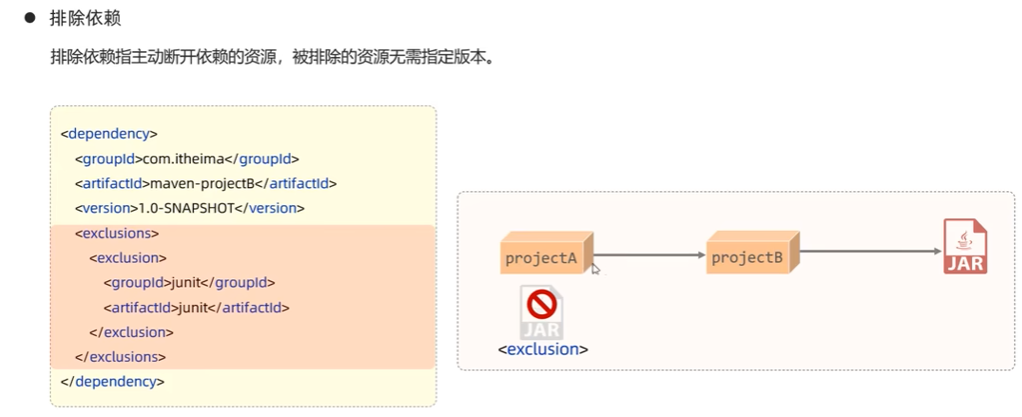 排除依赖
排除依赖指主动断开依赖的资源，被排除的资源无需指定版本。
<dependency>
<groupId>com.itheima</groupId>
<artifactId>maven-projectB</artifactId>
<version>1.0-SNAPSHOT</version>
<exclusions>
<exclusion>
<groupId>junit</groupId>
<artifactId>junit</artifactId>
</exclusion>
</exclusions>
</dependency>
projectA
projectB
JAR
JAR
<exclusion>